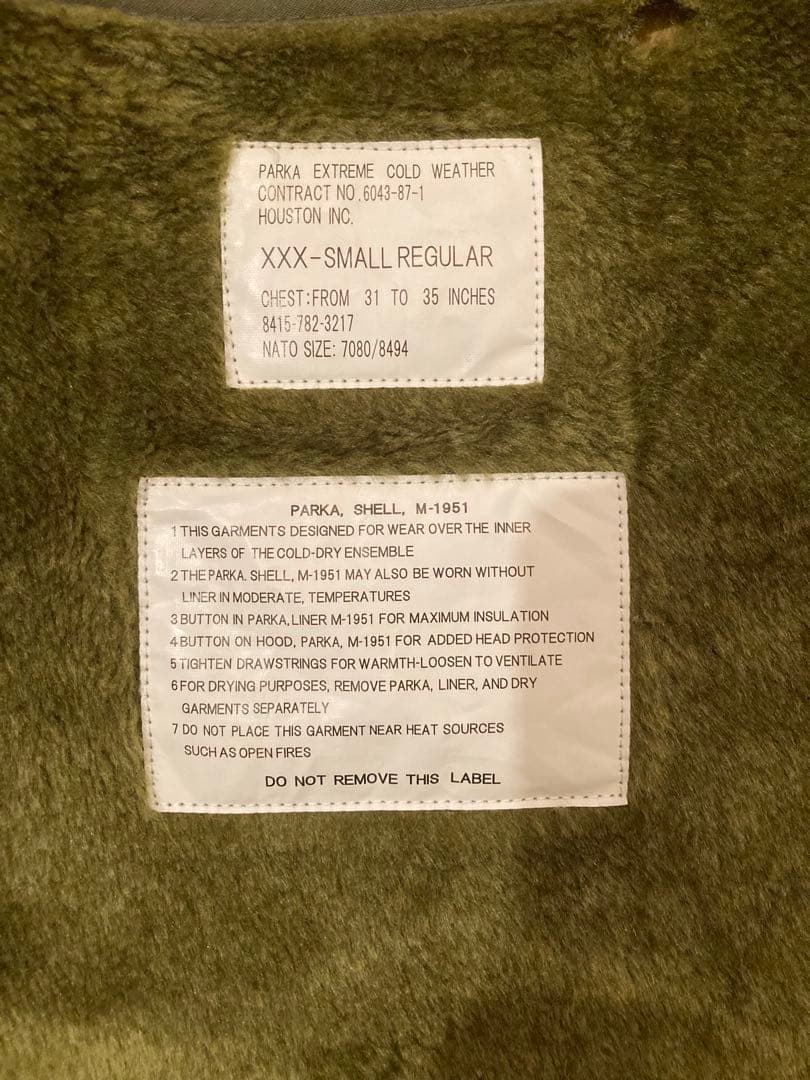 PARKA EXTREME COLD WEATHER
CONTRACT NO.6043-87-1
HOUSTON INC.
XXX-SMALL REGULAR
CHEST:FROM 31 TO 35 INCHES
8415-782-3217
NATO SIZE: 7080/8494
PARKA, SHELL, M-1951
1 THIS GARMENTS DESIGNED FOR WEAR OVER THE INNER
LAYERS OF THE COLD-DRY ENSEMBLE
2 THE PARKA. SHELL, M-1951 MAY ALSO BE WORN WITHOUT
LINER IN MODERATE, TEMPERATURES
3 BUTTON IN PARKA, LINER M-1951 FOR MAXIMUM INSULATION
4 BUTTON ON HOOD, PARKA, M-1951 FOR ADDED HEAD PROTECTION
5 TIGHTEN DRAWSTRINGS FOR WARMTH-LOOSEN TO VENTILATE
6 FOR DRYING PURPOSES, REMOVE PARKA, LINER, AND DRY
GARMENTS SEPARATELY
7 DO NOT PLACE THIS GARMENT NEAR HEAT SOURCES
SUCH AS OPEN FIRES
DO NOT REMOVE THIS LABEL